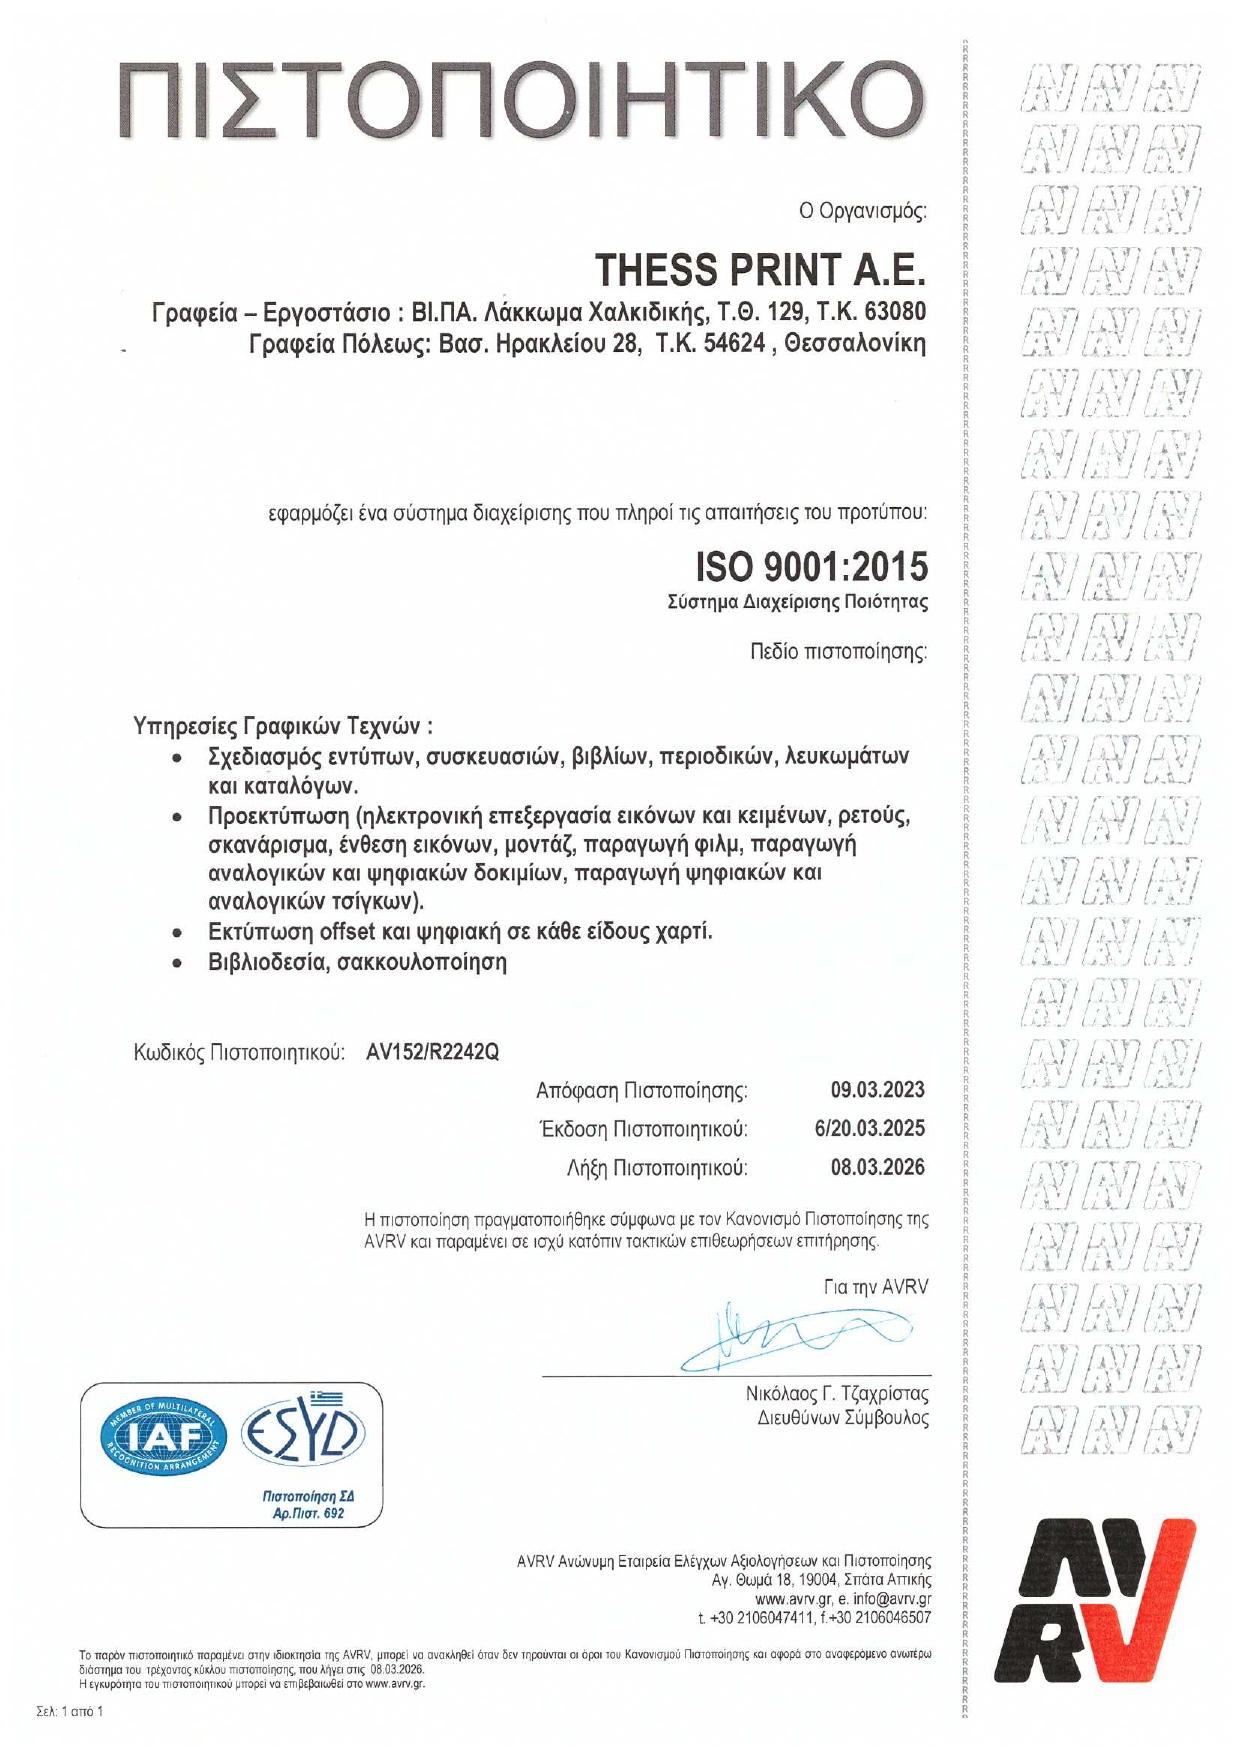 ΠΙΣΤΟΠΟΙΗΤΙΚΟ
Ο Οργανισμός:
THESS PRINT Α.Ε.
Γραφεία – Εργοστάσιο : ΒΙ.ΠΑ. Λάκκωμα Χαλκιδικής, Τ.Θ. 129, Τ.Κ. 63080
Γραφεία Πόλεως: Βασ. Ηρακλείου 28, Τ.Κ. 54624 , Θεσσαλονίκη
εφαρμόζει ένα σύστημα διαχείρισης που πληροί τις απαιτήσεις του προτύπου:
ISO 9001:2015
Σύστημα Διαχείρισης Ποιότητας
Πεδίο πιστοποίησης:
Υπηρεσίες Γραφικών Τεχνών :
• Σχεδιασμός εντύπων, συσκευασιών, βιβλίων, περιοδικών, λευκωμάτων
και καταλόγων.
• Προεκτύπωση (ηλεκτρονική επεξεργασία εικόνων και κειμένων, ρετούς,
σκανάρισμα, ένθεση εικόνων, μοντάζ, παραγωγή φιλμ, παραγωγή
αναλογικών και ψηφιακών δοκιμίων, παραγωγή ψηφιακών και
αναλογικών τσίγκων).
• Εκτύπωση offset και ψηφιακή σε κάθε είδους χαρτί.
• Βιβλιοδεσία, σακκουλοποίηση
Κωδικός Πιστοποιητικού: AV152/R2242Q
Απόφαση Πιστοποίησης: 09.03.2023
Έκδοση Πιστοποιητικού: 6/20.03.2025
Λήξη Πιστοποιητικού: 08.03.2026
Η πιστοποίηση πραγματοποιήθηκε σύμφωνα με τον Κανονισμό Πιστοποίησης της
AVRV και παραμένει σε ισχύ κατόπιν τακτικών επιθεωρήσεων επιτήρησης.
Για την AVRV
Νικόλαος Γ. Τζαχρίστας
Διευθύνων Σύμβουλος
MEMBER OF MULTILATERAL
IAF
RECOGNITION ARRANGEMENT
ΕΣΥD
Πιστοποίηση ΣΔ
Αρ.Πιστ. 692
AVRV Ανώνυμη Εταιρεία Ελέγχων Αξιολογήσεων και Πιστοποίησης
Αγ. Θωμά 18, 19004, Σπάτα Αττικής
www.avrv.gr, e. info@avrv.gr
t. +30 2106047411, f.+30 2106046507
AVRV
Το παρόν πιστοποιητικό παραμένει στην ιδιοκτησία της AVRV, μπορεί να ανακληθεί όταν δεν τηρούνται οι όροι του Κανονισμού Πιστοποίησης και αφορά στο αναφερόμενο ανωτέρω
διάστημα του τρέχοντος κύκλου πιστοποίησης, που λήγει στις 08.03.2026.
Η εγκυρότητα του πιστοποιητικού μπορεί να επιβεβαιωθεί στο www.avrv.gr.
Σελ: 1 από 1